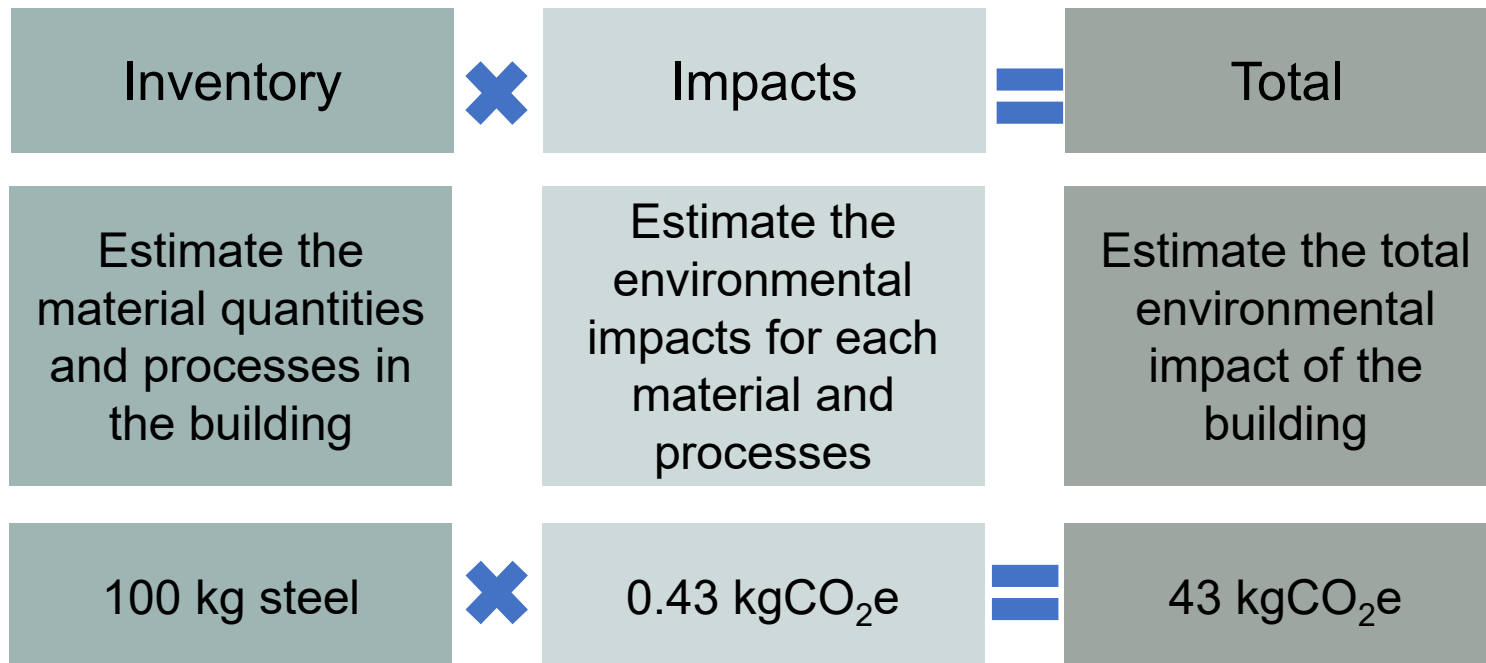 Inventory
Impacts
Total
Estimate the
material quantities
and processes in
the building
Estimate the
environmental
impacts for each
material and
processes
Estimate the total
environmental
impact of the
building
100 kg steel
0.43 kgCO₂e
43 kgCO₂e